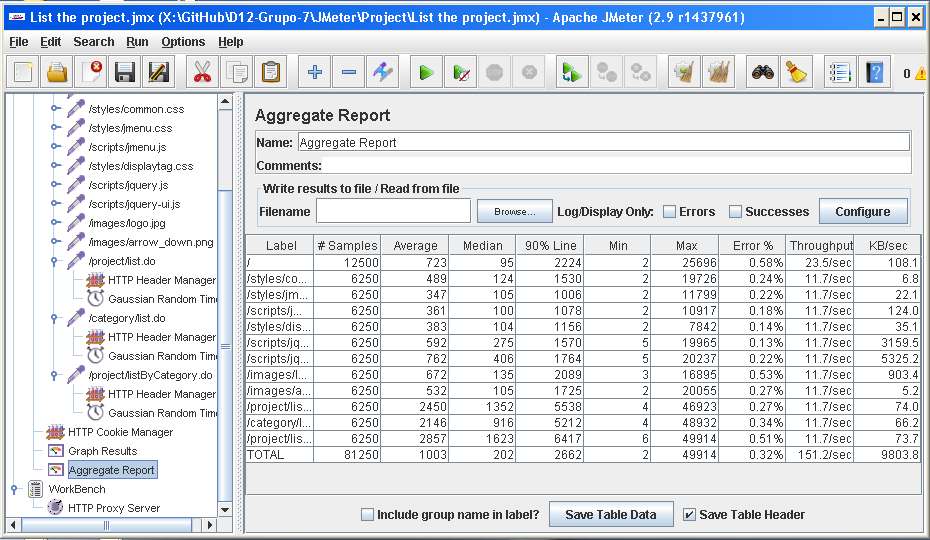 List the project.jmx (X:\GitHub\D12-Grupo-7\JMeter\Project\List the project.jmx) - Apache JMeter (2.9 r1437961)
File Edit Search Run Options Help
0
/styles/common.css
/styles/jmenu.css
/scripts/jmenu.js
/styles/displaytag.css
/scripts/jquery.js
/scripts/jquery-ui.js
/images/logo.jpg
/images/arrow_down.png
/project/list.do
HTTP Header Manager
Gaussian Random Time
/category/list.do
HTTP Header Manager
Gaussian Random Time
/project/listByCategory.do
HTTP Header Manager
Gaussian Random Time
HTTP Cookie Manager
Graph Results
Aggregate Report
WorkBench
HTTP Proxy Server
Aggregate Report
Name: Aggregate Report
Comments:
Write results to file / Read from file
Filename Browse... Log/Display Only: Errors Successes Configure
Label # Samples Average Median 90% Line Min Max Error % Throughput KB/sec
/ 12500 723 95 2224 2 25696 0.58% 23.5/sec 108.1
/styles/co... 6250 489 124 1530 2 19726 0.24% 11.7/sec 6.8
/styles/jm... 6250 347 105 1006 2 11799 0.22% 11.7/sec 22.1
/scripts/j... 6250 361 100 1078 2 10917 0.18% 11.7/sec 124.0
/styles/dis... 6250 383 104 1156 2 7842 0.14% 11.7/sec 35.1
/scripts/jq... 6250 592 275 1570 5 19965 0.13% 11.7/sec 3159.5
/scripts/jq... 6250 762 406 1764 5 20237 0.22% 11.7/sec 5325.2
/images/l... 6250 672 135 2089 3 16895 0.53% 11.7/sec 903.4
/images/a... 6250 532 105 1725 2 20055 0.27% 11.7/sec 5.2
/project/lis... 6250 2450 1352 5538 4 46923 0.27% 11.7/sec 74.0
/category/l... 6250 2146 916 5212 4 48932 0.34% 11.7/sec 66.2
/project/lis... 6250 2857 1623 6417 6 49914 0.51% 11.7/sec 73.7
TOTAL 81250 1003 202 2662 2 49914 0.32% 151.2/sec 9803.8
Include group name in label? Save Table Data Save Table Header